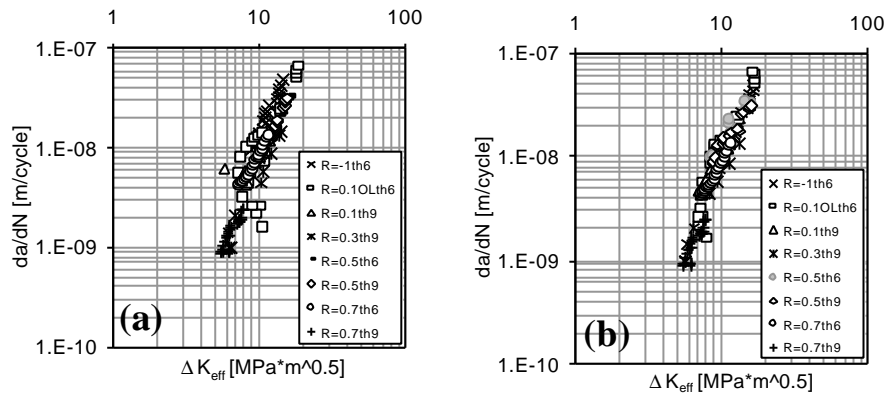 1 10 100
1.E-07
1.E-08
1.E-09
1.E-10
da/dN [m/cycle]
(a)
R=-1th6
R=0.1OLth6
R=0.1th9
R=0.3th9
R=0.5th6
R=0.5th9
R=0.7th6
R=0.7th9
Δ K_eff [MPa*m^0.5]
1 10 100
1.E-07
1.E-08
1.E-09
1.E-10
da/dN [m/cycle]
(b)
R=-1th6
R=0.1OLth6
R=0.1th9
R=0.3th9
R=0.5th6
R=0.5th9
R=0.7th6
R=0.7th9
Δ K_eff [MPa*m^0.5]